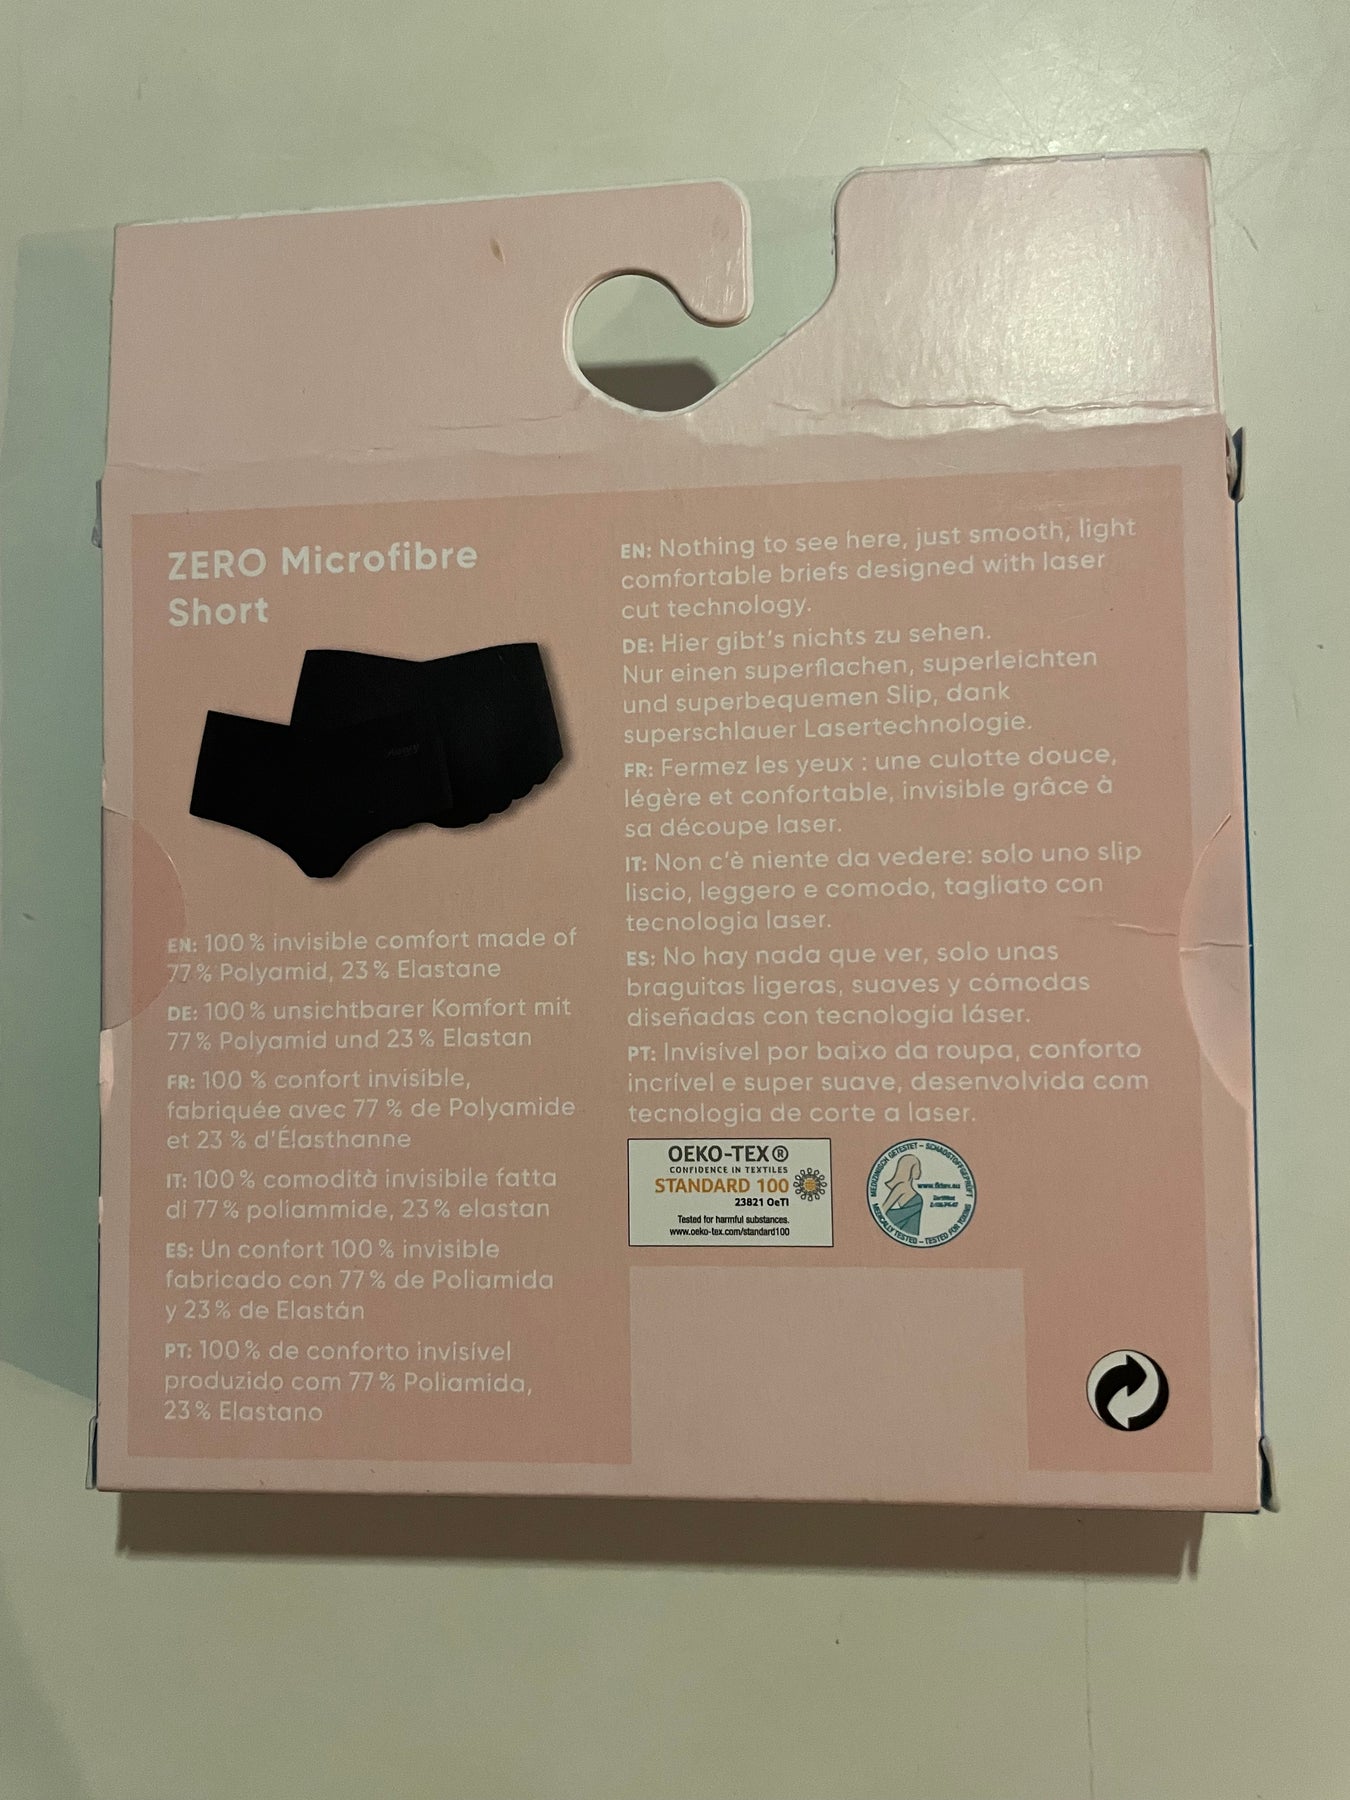 ZERO Microfibre
Short
EN: 100% invisible comfort made of
77% Polyamid, 23% Elastane
DE: 100% unsichtbarer Komfort mit
77% Polyamid und 23% Elastan
FR: 100 % confort invisible,
fabriquée avec 77 % de Polyamide
et 23 % d'Élasthanne
IT: 100% comodità invisibile fatta
di 77% poliammide, 23% elastan
ES: Un confort 100% invisible
fabricado con 77% de Poliamida
y 23% de Elastán
PT: 100% de conforto invisível
produzido com 77% Poliamida,
23% Elastano
EN: Nothing to see here, just smooth, light
comfortable briefs designed with laser
cut technology.
DE: Hier gibt's nichts zu sehen.
Nur einen superflachen, superleichten
und superbequemen Slip, dank
superschlauer Lasertechnologie.
FR: Fermez les yeux : une culotte douce,
légère et confortable, invisible grâce à
sa découpe laser.
IT: Non c'è niente da vedere: solo uno slip
liscio, leggero e comodo, tagliato con
tecnologia laser.
ES: No hay nada que ver, solo unas
braguitas ligeras, suaves y cómodas
diseñadas con tecnología láser.
PT: Invisível por baixo da roupa, conforto
incrível e super suave, desenvolvida com
tecnologia de corte a laser.
OEKO-TEX®
CONFIDENCE IN TEXTILES
STANDARD 100
23821 OeTI
Tested for harmful substances.
www.oeko-tex.com/standard100
MEDIZINISCH GETESTET - SCHADSTOFFGEPRÜFT
MEDICALLY TESTED - TESTED FOR TOXINS